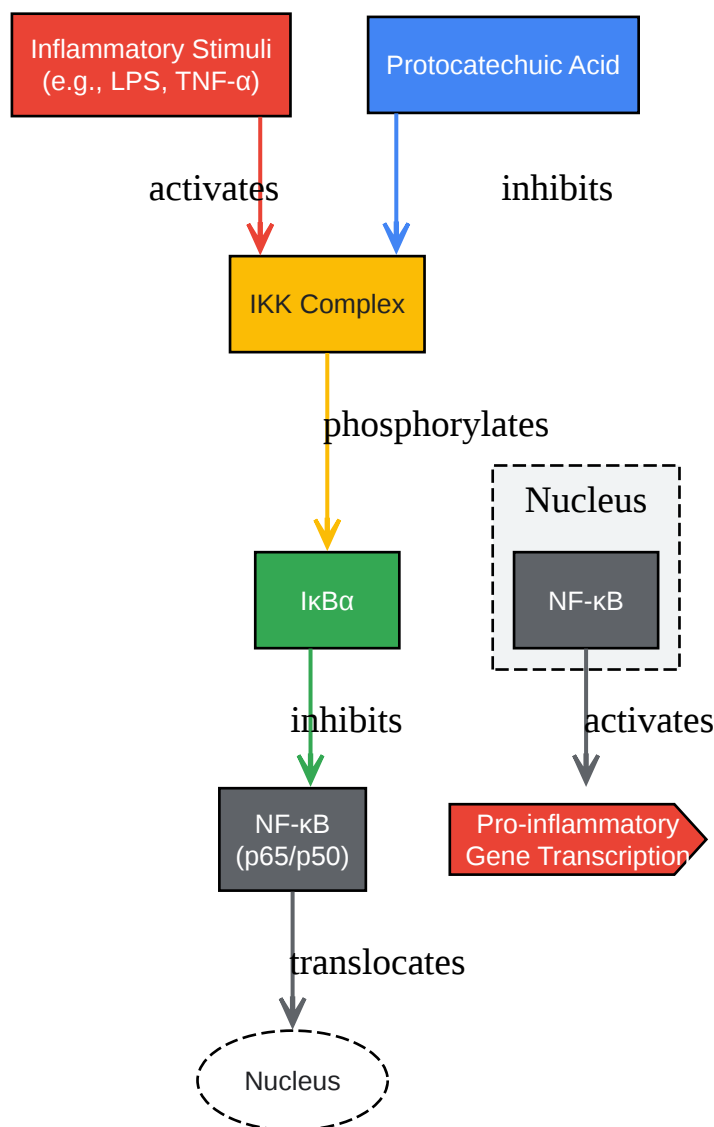 Inflammatory Stimuli
(e.g., LPS, TNF-α)
Protocatechuic Acid
activates
inhibits
IKK Complex
phosphorylates
Nucleus
IκBα
NF-κB
inhibits
activates
NF-κB
(p65/p50)
Pro-inflammatory
Gene Transcription
translocates
Nucleus